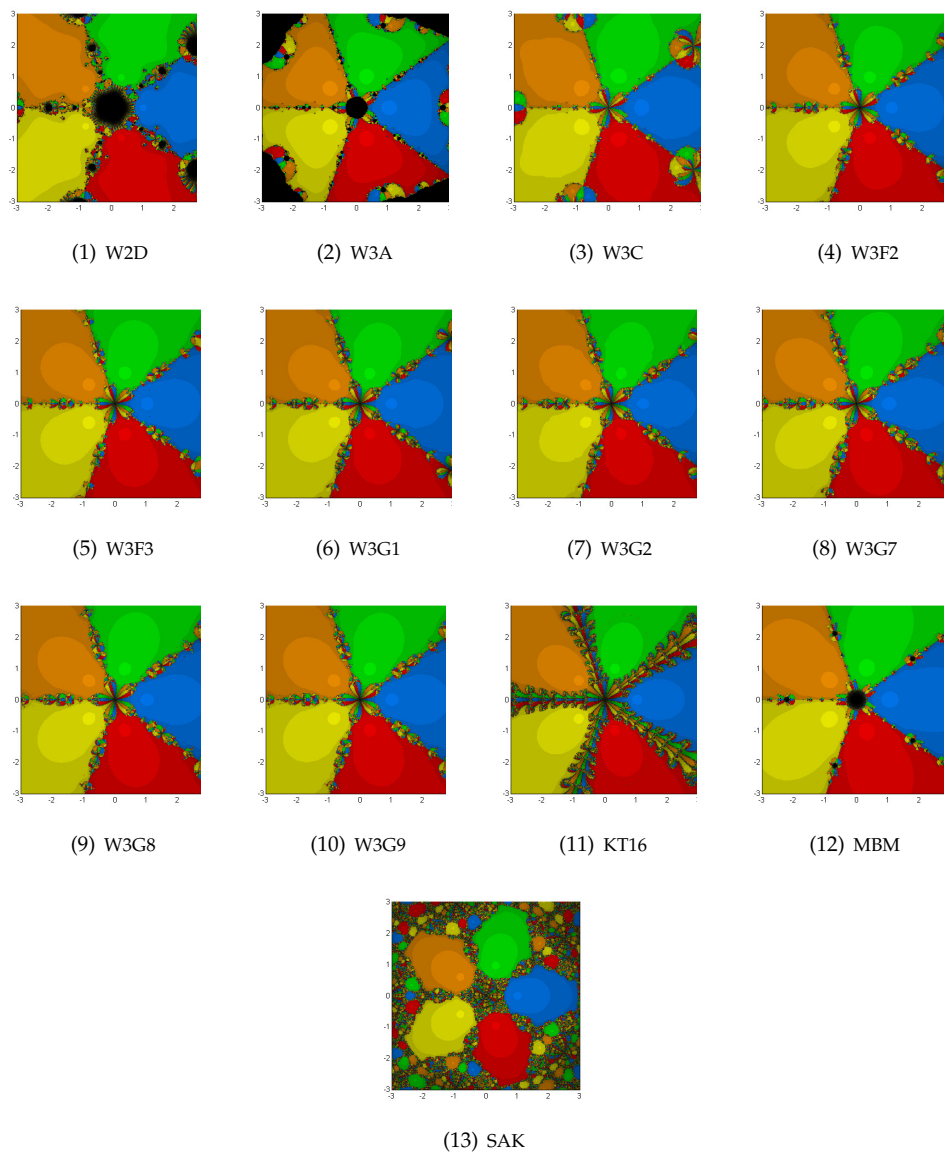 (1) W2D
(2) W3A
(3) W3C
(4) W3F2
(5) W3F3
(6) W3G1
(7) W3G2
(8) W3G7
(9) W3G8
(10) W3G9
(11) KT16
(12) MBM
(13) SAK